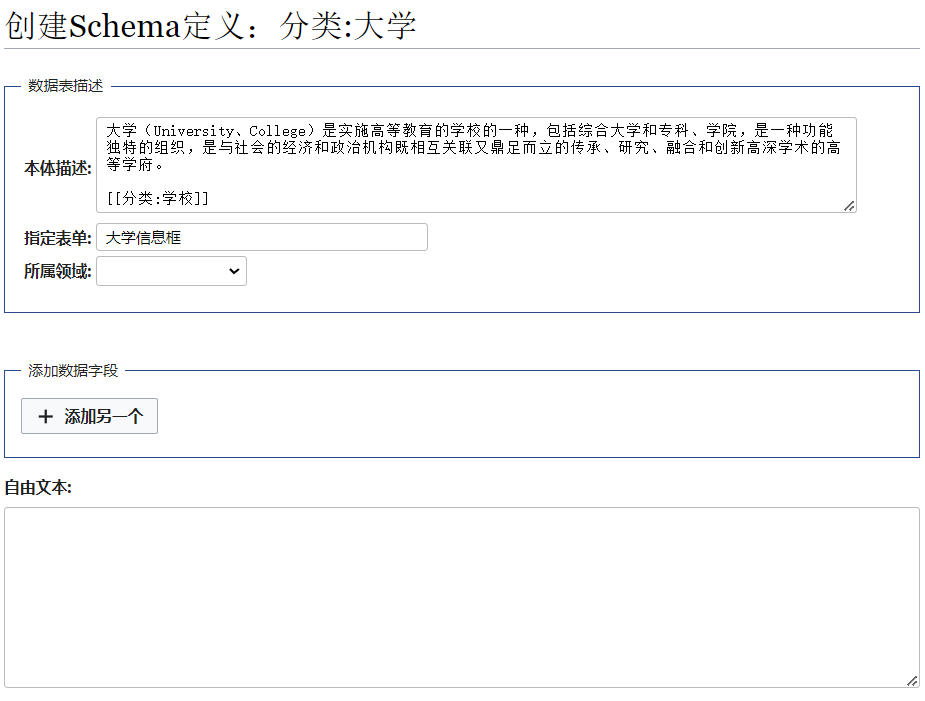 创建Schema定义：分类:大学
数据表描述
本体描述:
大学（University、College）是实施高等教育的学校的一种，包括综合大学和专科、学院，是一种功能
独特的组织，是与社会的经济和政治机构既相互关联又鼎足而立的传承、研究、融合和创新高深学术的高
等学府。
[[分类:学校]]
指定表单: 大学信息框
所属领域:
添加数据字段
+ 添加另一个
自由文本: